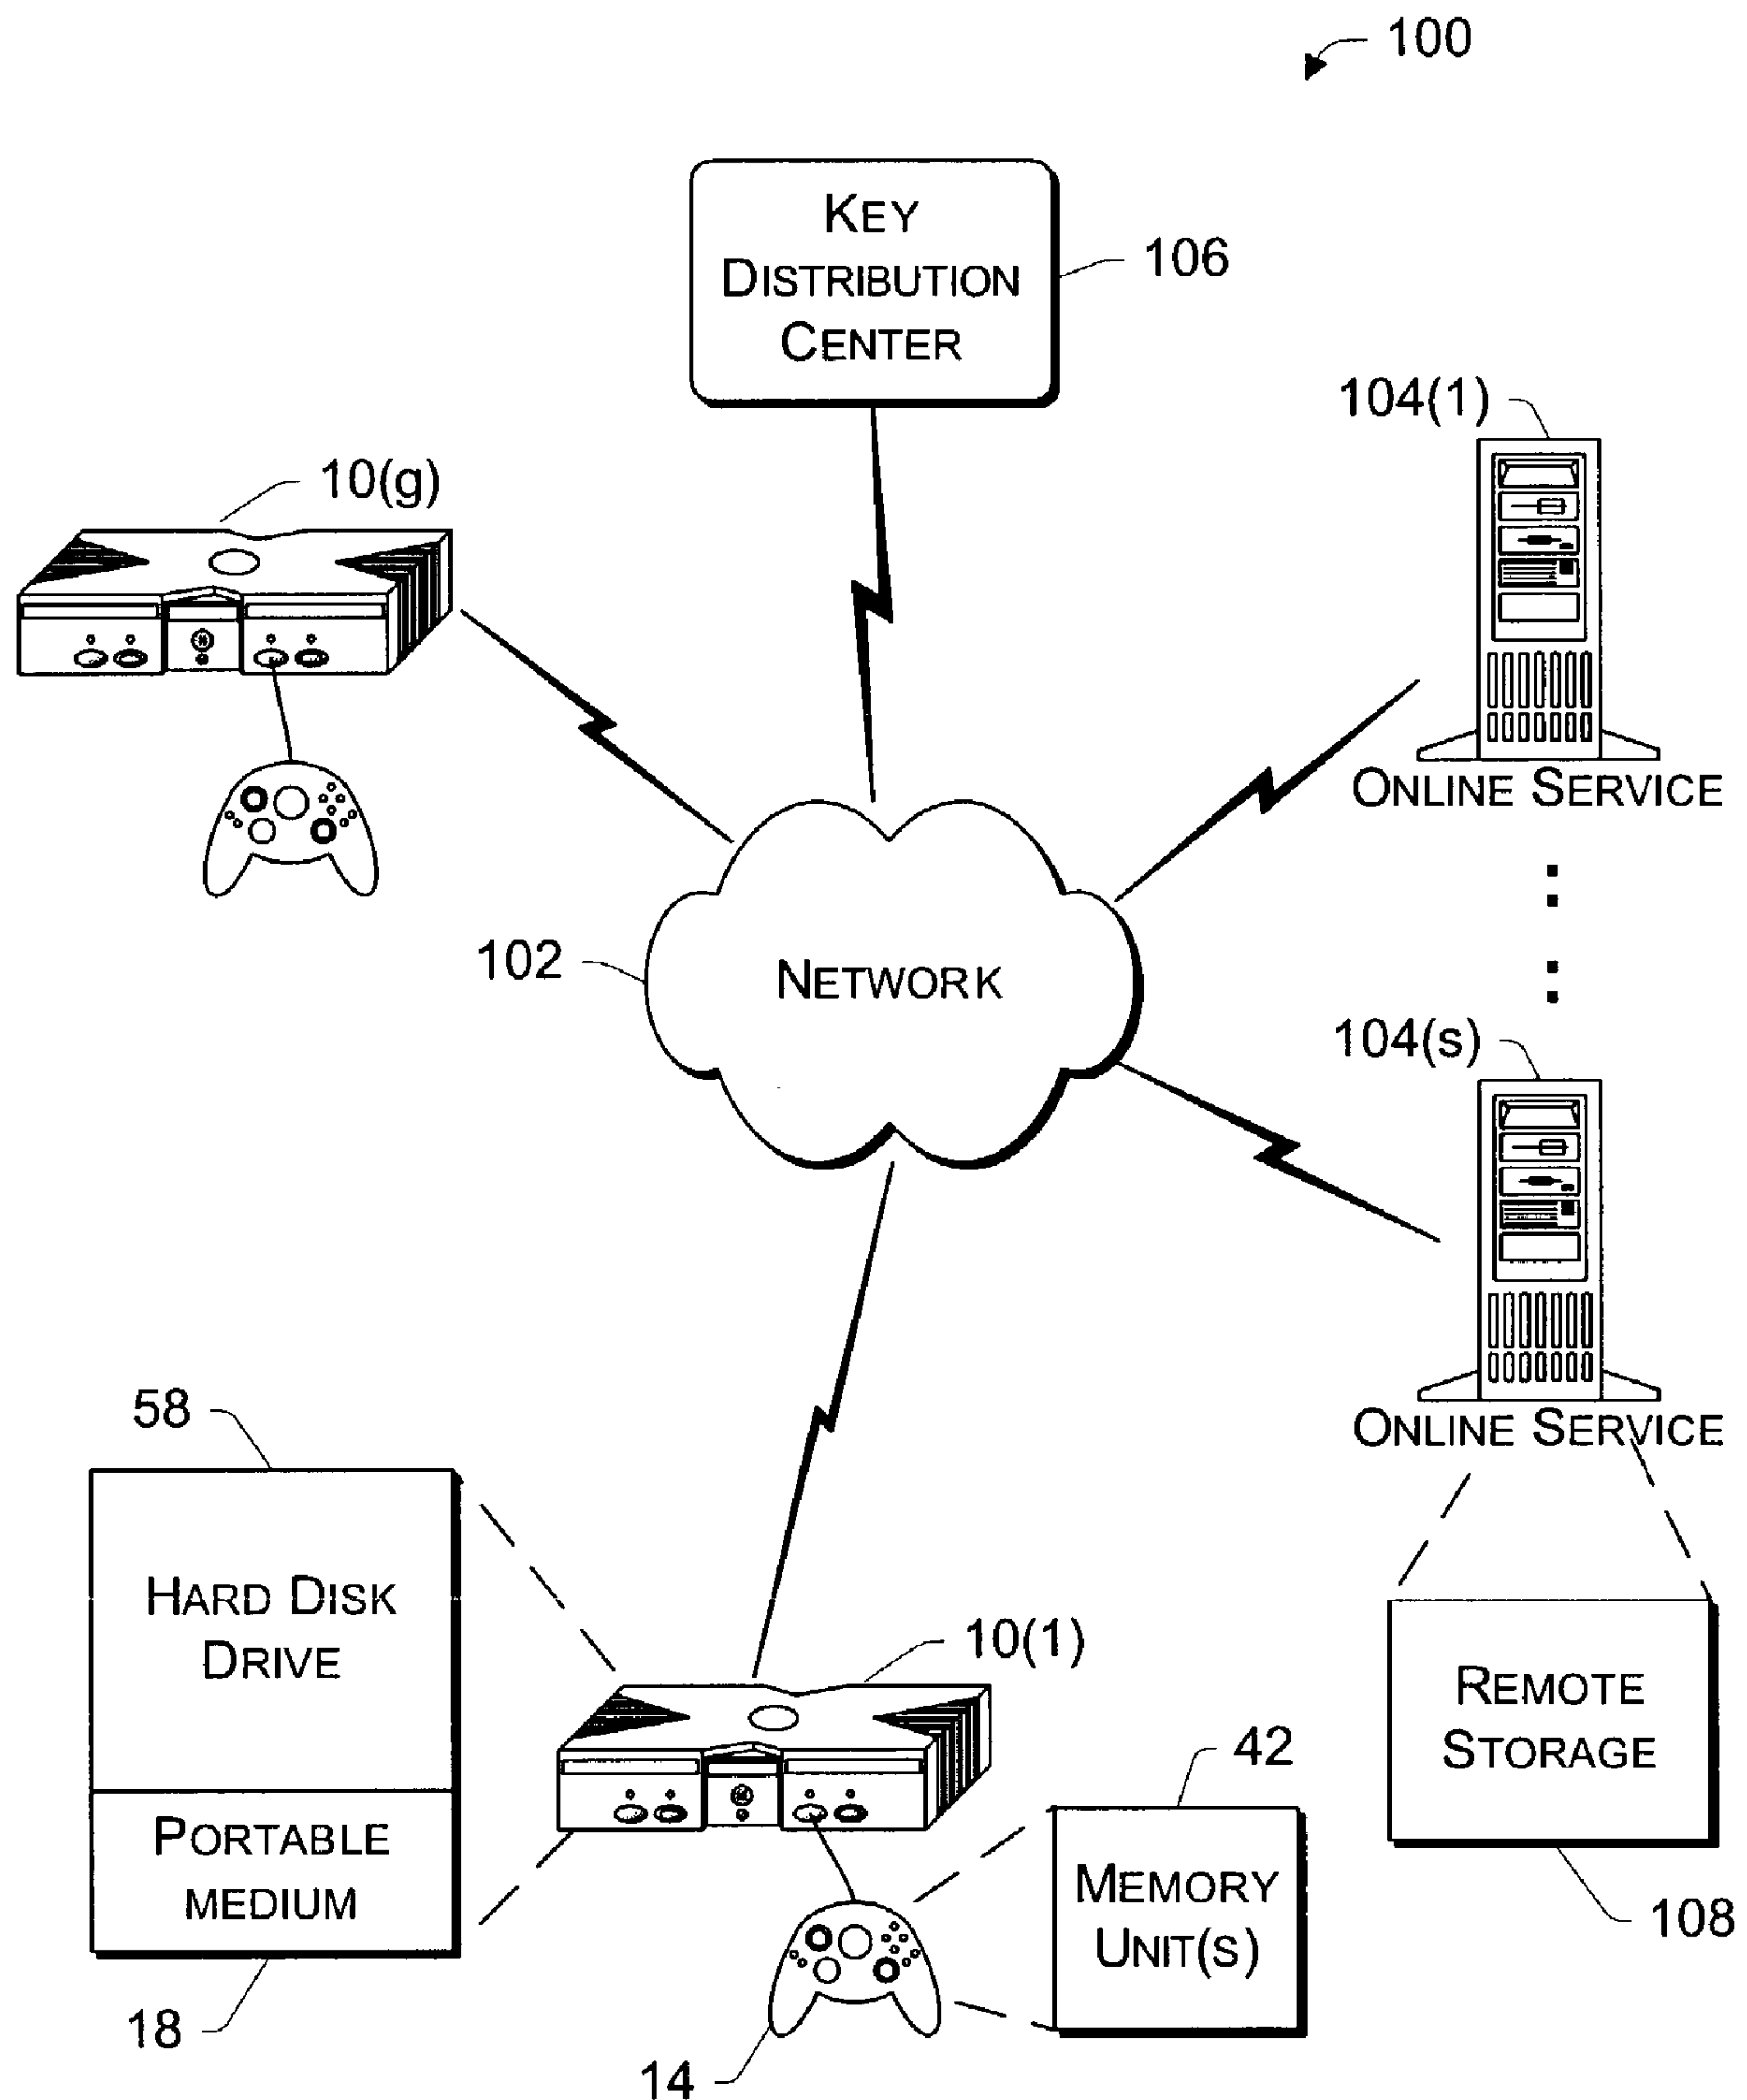 100
KEY
DISTRIBUTION
CENTER
106
104(1)
10(g)
ONLINE SERVICE
102
NETWORK
104(s)
58
ONLINE SERVICE
HARD DISK
DRIVE
10(1)
REMOTE
STORAGE
42
PORTABLE
MEDIUM
MEMORY
UNIT(S)
108
18
14